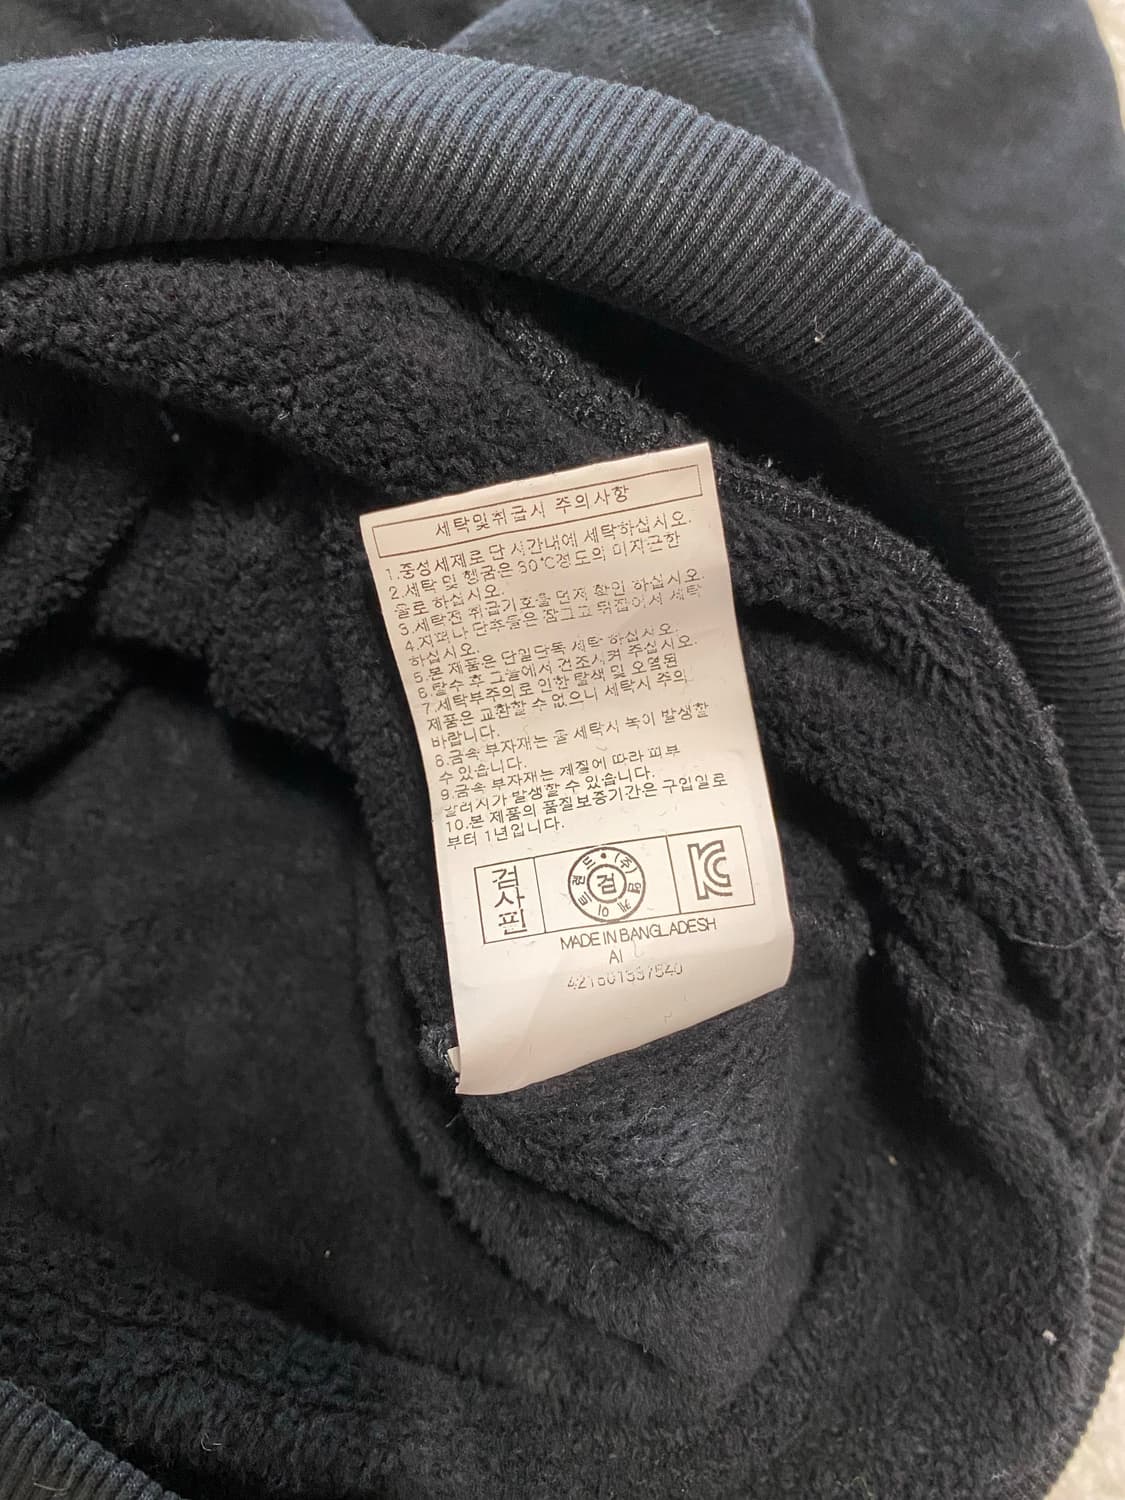 세탁및취급시 주의사항
1.중성세제로 단 시간내에 세탁하십시오.
2.세탁 및 헹굼은 30°C정도의 미지근한
물로 하십시오.
3.세탁전 취급기호을 먼저 확인 하십시오.
4.지퍼나 단추들은 잠그고 뒤집어서 세탁
하십시오.
5.본 제품은 단일단독 세탁 하십시오.
6.탈수 후 그늘에서 건조시켜 주십시오.
7.세탁부주의로 인한 탈색 및 오염된
제품은 교환할 수 없으니 세탁시 주의
바랍니다.
8.금속 부자재는 물 세탁시 녹이 발생할
수 있습니다.
9.금속 부자재는 체질에 따라 피부
알러지가 발생할 수 있습니다.
10.본 제품의 품질보증기간은 구입일로
부터 1년입니다.
검사핀
검
KC
MADE IN BANGLADESH
AI
421601337540